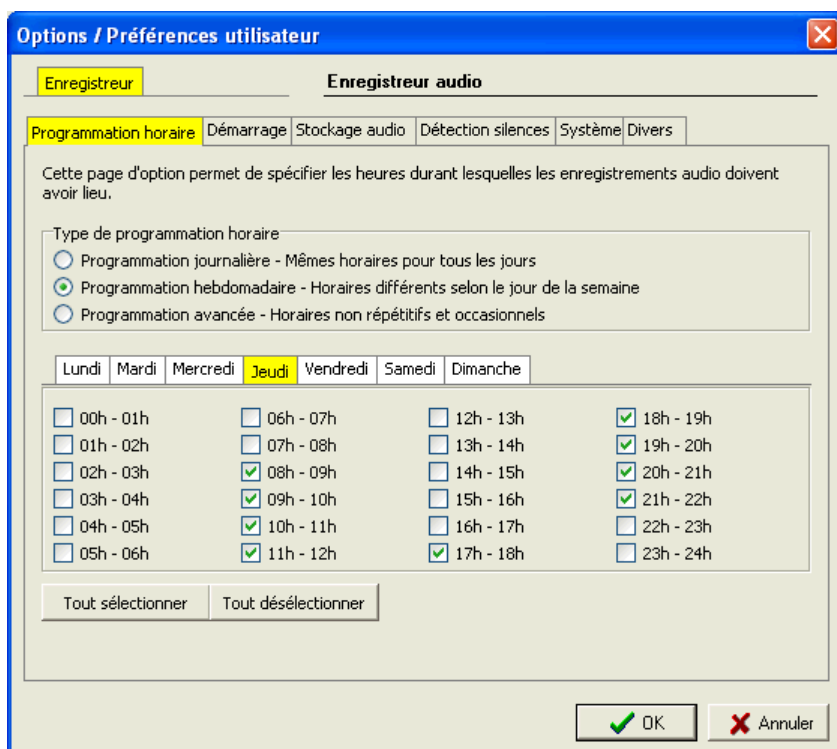 Options / Préférences utilisateur
Enregistreur
Enregistreur audio
Programmation horaire Démarrage Stockage audio Détection silences Système Divers
Cette page d'option permet de spécifier les heures durant lesquelles les enregistrements audio doivent
avoir lieu.
Type de programmation horaire
Programmation journalière - Mêmes horaires pour tous les jours
Programmation hebdomadaire - Horaires différents selon le jour de la semaine
Programmation avancée - Horaires non répétitifs et occasionnels
Lundi Mardi Mercredi Jeudi Vendredi Samedi Dimanche
00h - 01h 06h - 07h 12h - 13h 18h - 19h
01h - 02h 07h - 08h 13h - 14h 19h - 20h
02h - 03h 08h - 09h 14h - 15h 20h - 21h
03h - 04h 09h - 10h 15h - 16h 21h - 22h
04h - 05h 10h - 11h 16h - 17h 22h - 23h
05h - 06h 11h - 12h 17h - 18h 23h - 24h
Tout sélectionner Tout désélectionner
OK Annuler